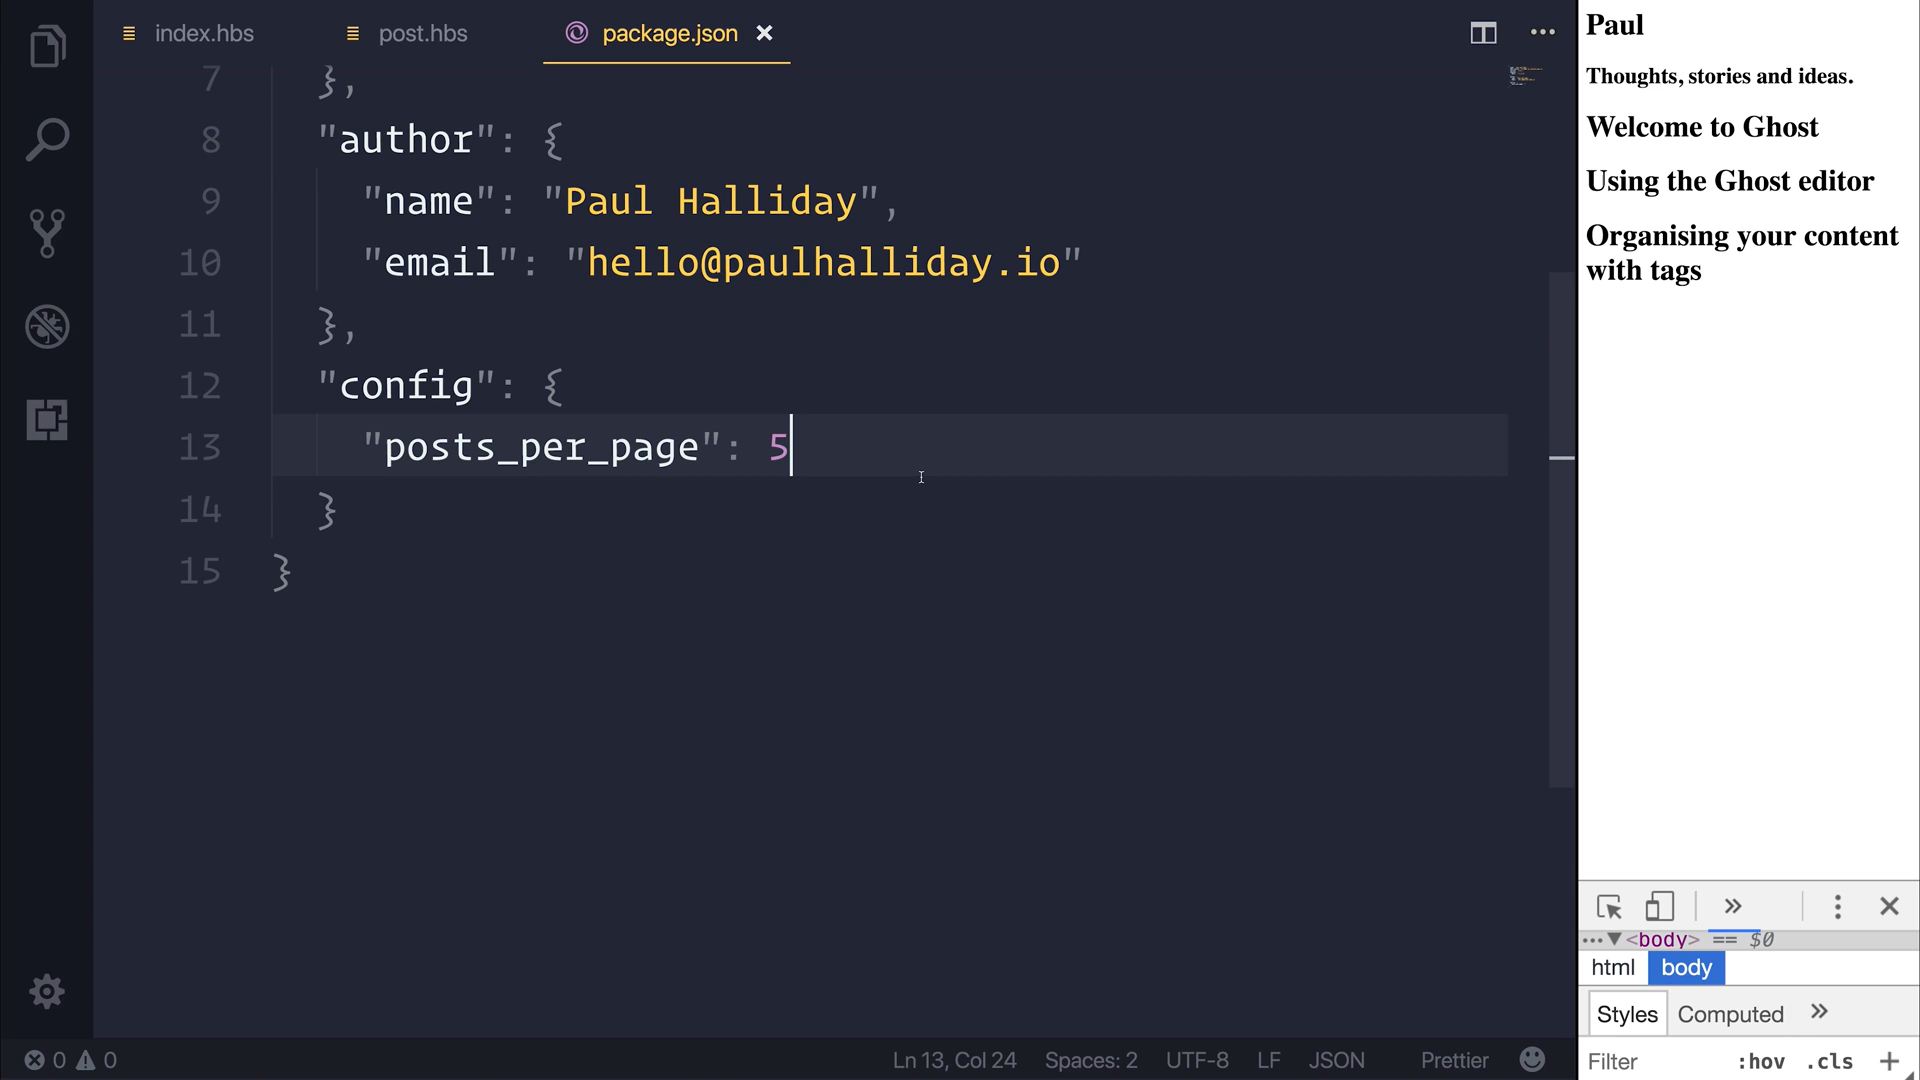 index.hbs
post.hbs
package.json
7 },
8 "author": {
9 "name": "Paul Halliday",
10 "email": "hello@paulhalliday.io"
11 },
12 "config": {
13 "posts_per_page": 5
14 }
15 }
0 0
Ln 13, Col 24 Spaces: 2 UTF-8 LF JSON Prettier
Paul
Thoughts, stories and ideas.
Welcome to Ghost
Using the Ghost editor
Organising your content
with tags
<body> == $0
html body
Styles Computed
Filter :hov .cls +